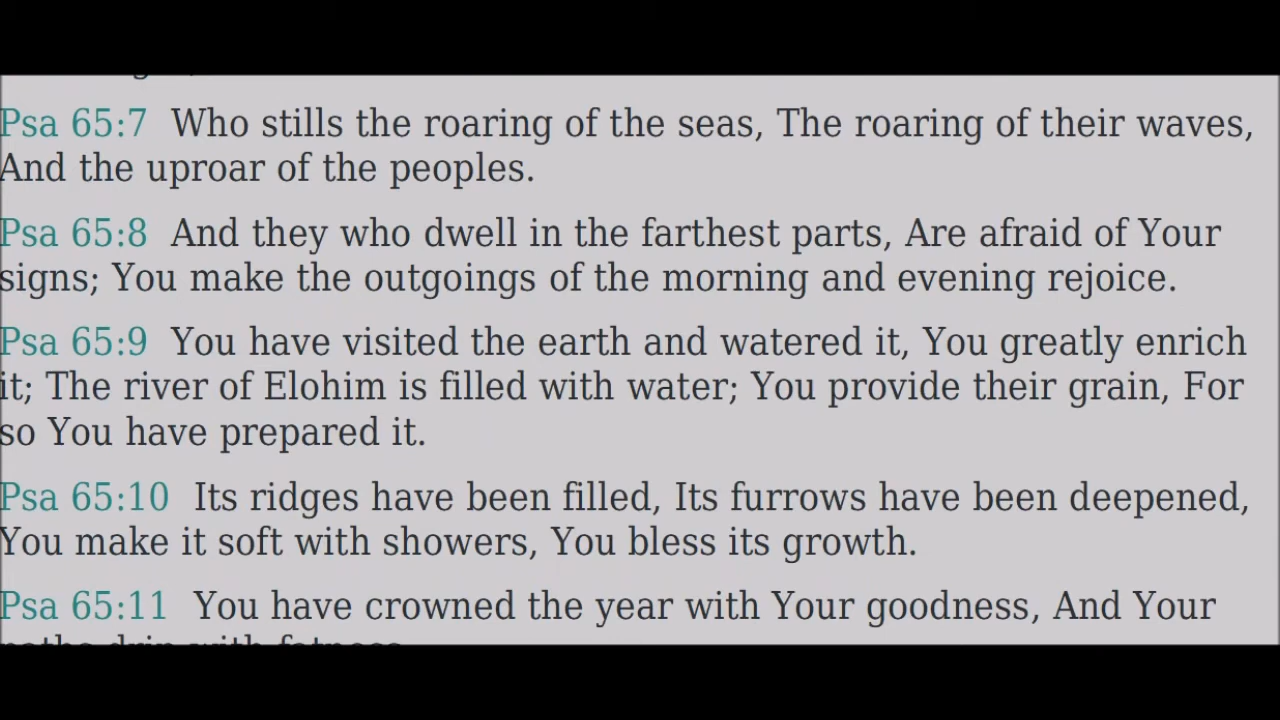 Psa 65:7 Who stills the roaring of the seas, The roaring of their waves,
And the uproar of the peoples.
Psa 65:8 And they who dwell in the farthest parts, Are afraid of Your
signs; You make the outgoings of the morning and evening rejoice.
Psa 65:9 You have visited the earth and watered it, You greatly enrich
it; The river of Elohim is filled with water; You provide their grain, For
so You have prepared it.
Psa 65:10 Its ridges have been filled, Its furrows have been deepened,
You make it soft with showers, You bless its growth.
Psa 65:11 You have crowned the year with Your goodness, And Your
paths drip with fatness